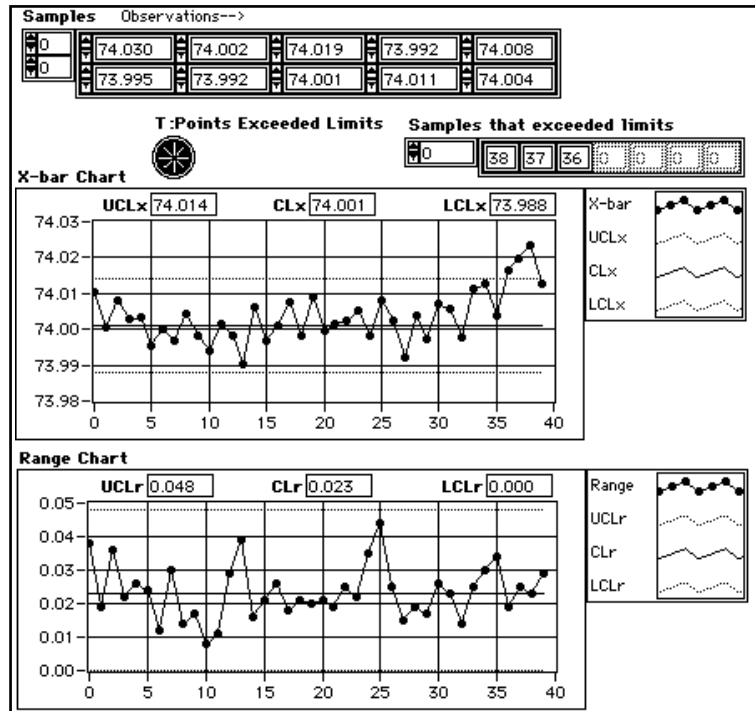 Samples Observations-->
0 74.030 74.002 74.019 73.992 74.008
0 73.995 73.992 74.001 74.011 74.004
T :Points Exceeded Limits Samples that exceeded limits
0 38 37 36 0 0 0 0
X-bar Chart
UCLx 74.014 CLx 74.001 LCLx 73.988
74.03
74.02
74.01
74.00
73.99
73.98
0 5 10 15 20 25 30 35 40
X-bar
UCLx
CLx
LCLx
Range Chart
UCLr 0.048 CLr 0.023 LCLr 0.000
0.05
0.04
0.03
0.02
0.01
0.00
0 5 10 15 20 25 30 35 40
Range
UCLr
CLr
LCLr